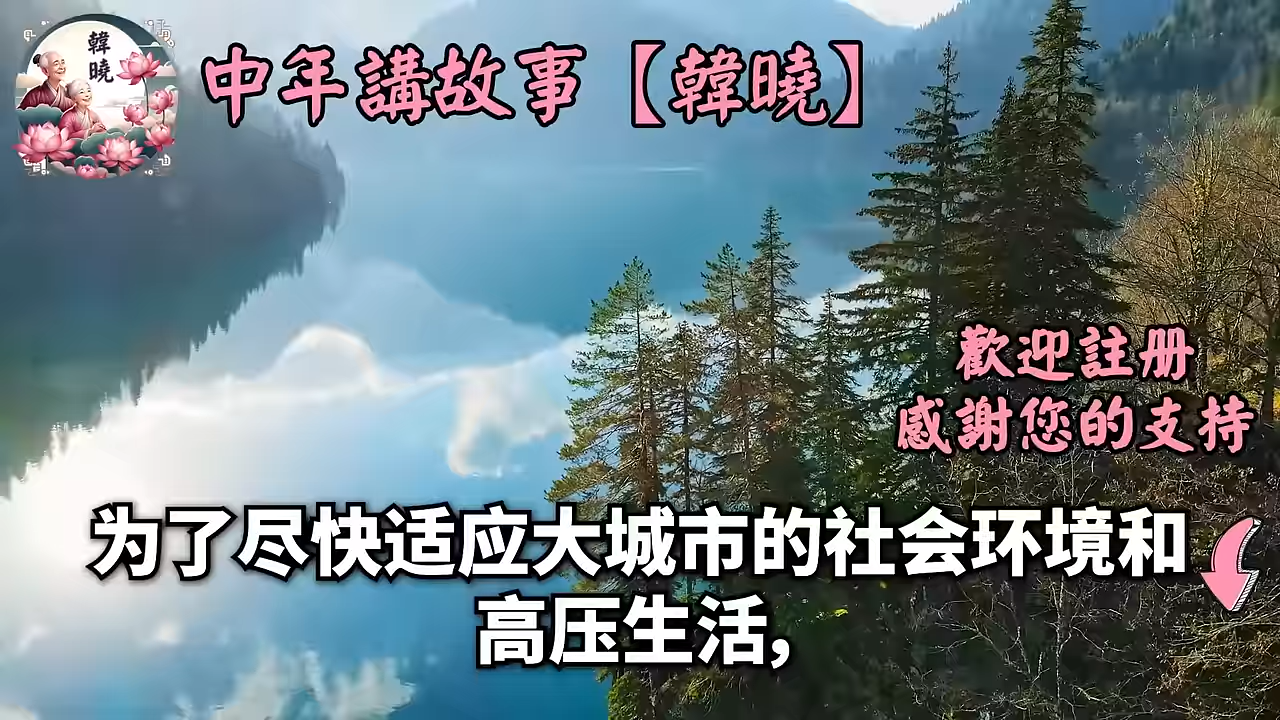 韓
曉
中年講故事【韓曉】
歡迎註册
感謝您的支持
为了尽快适应大城市的社会环境和
高压生活,